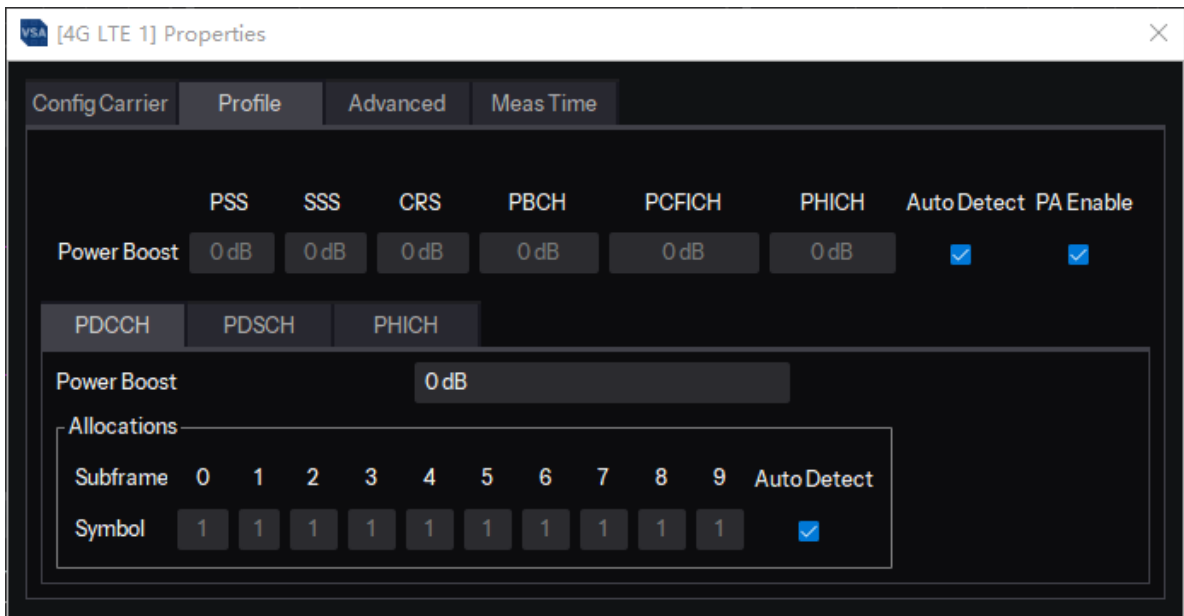 VSA [4G LTE 1] Properties
Config Carrier Profile Advanced Meas Time
PSS SSS CRS PBCH PCFICH PHICH Auto Detect PA Enable
Power Boost 0 dB 0 dB 0 dB 0 dB 0 dB 0 dB
PDCCH PDSCH PHICH
Power Boost 0 dB
Allocations
Subframe 0 1 2 3 4 5 6 7 8 9 Auto Detect
Symbol 1 1 1 1 1 1 1 1 1 1